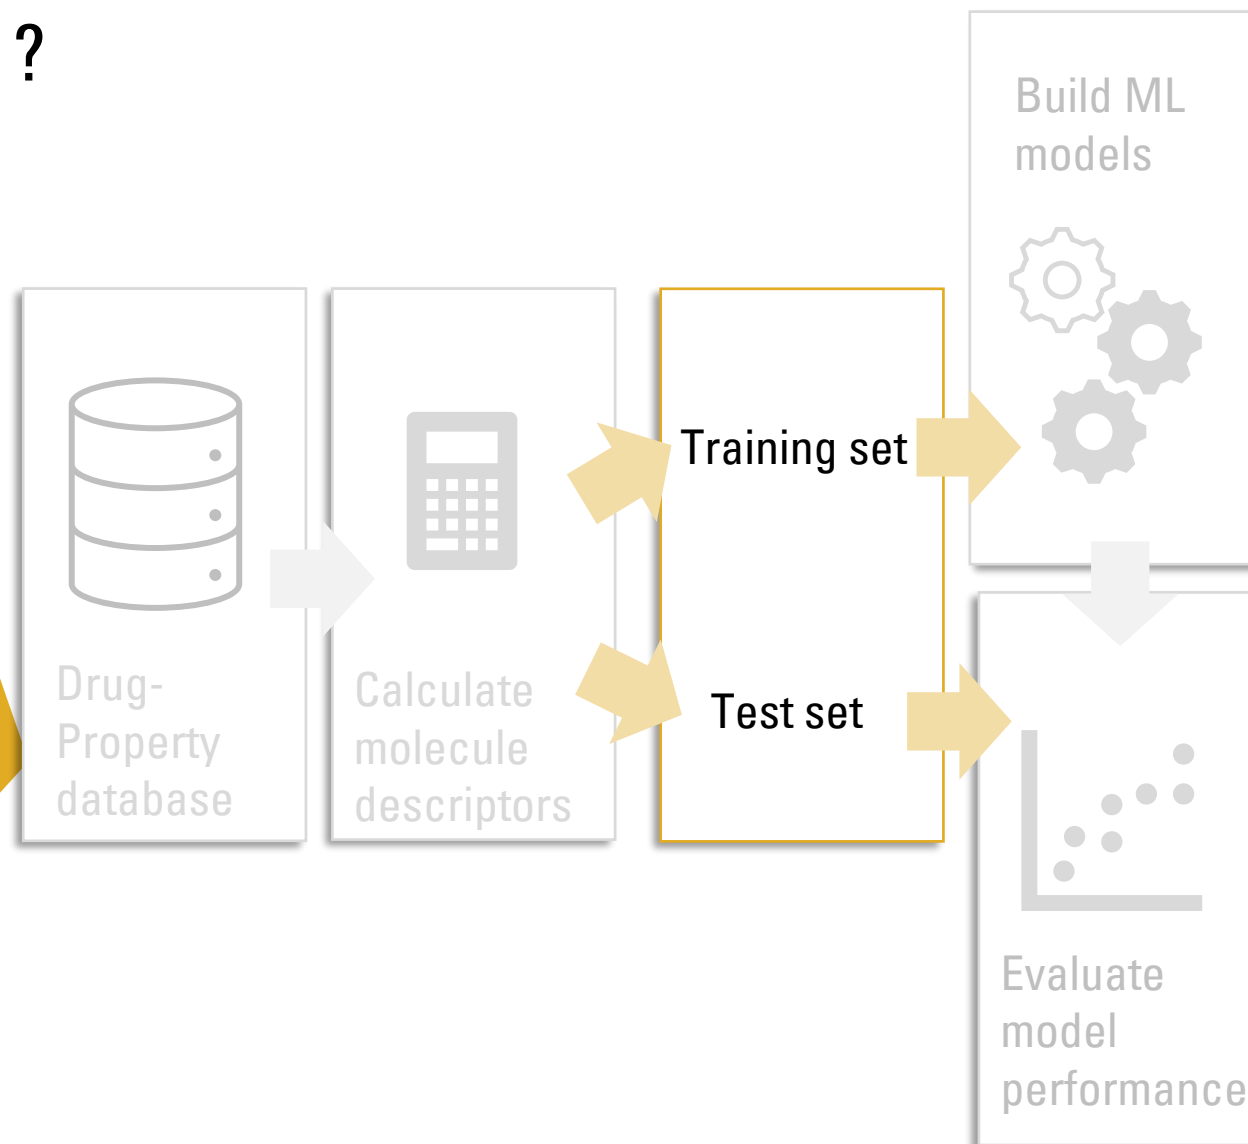 ?
Drug-
Property
database
Calculate
molecule
descriptors
Training set
Test set
Build ML
models
Evaluate
model
performance